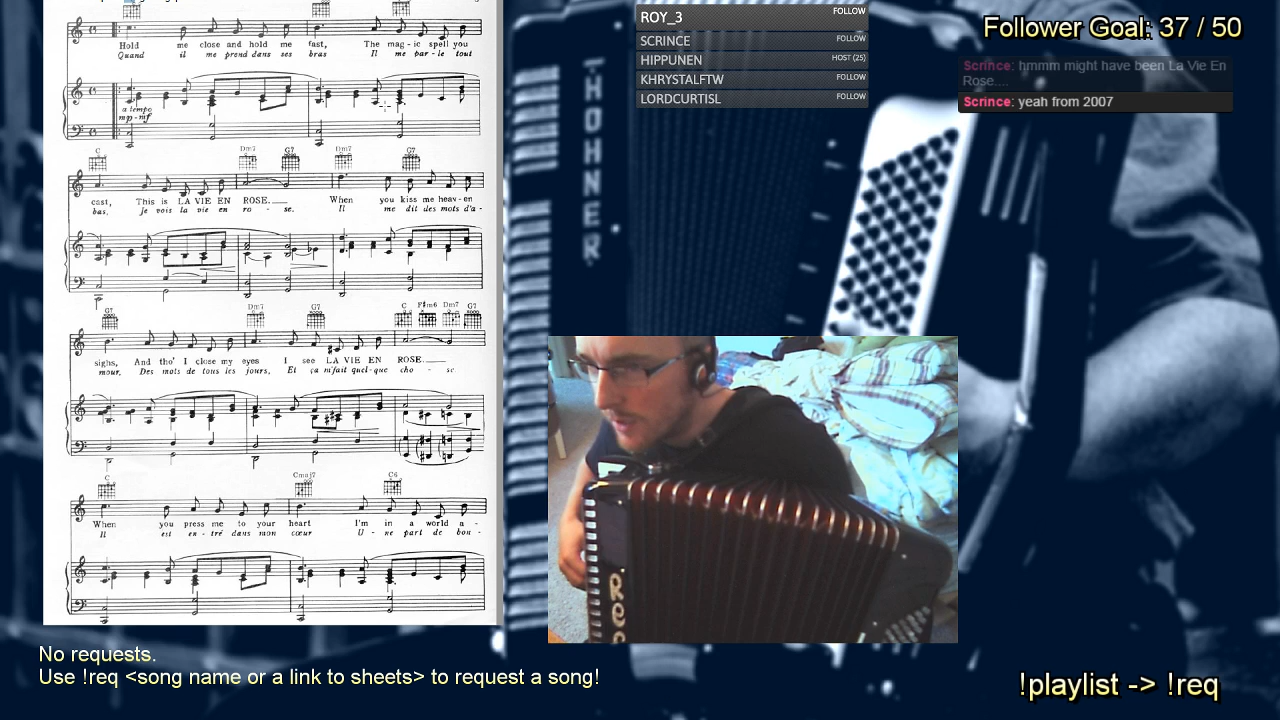 Hold me close and hold me fast, The mag-ic spell you
Quand il me prend dans ses bras Il me par-le tout
a tempo
mp-mf
C Dm7 G7 Dm7 G7
cast, This is LA VIE EN ROSE. When you kiss me heav-en
bas, Je vois la vie en ro - se. Il me dit des mots d'a-
G7 Dm7 G7 C F#m6 Dm7 G7
sighs, And tho' I close my eyes I see LA VIE EN ROSE.
mour, Des mots de tous les jours, Et ça m'fait quel-que cho - se
C Cmaj7 C6
When you press me to your heart I'm in a world a-
Il est en-tré dans mon cœur U-ne part de bon-
No requests.
Use !req <song name or a link to sheets> to request a song!
ROY_3 FOLLOW
SCRINCE FOLLOW
HIPPUNEN HOST (25)
KHRYSTALFTW FOLLOW
LORDCURTISL FOLLOW
Follower Goal: 37 / 50
Scrince: hmmm might have been La Vie En
Rose....
Scrince: yeah from 2007
HOHNER
!playlist -> !req